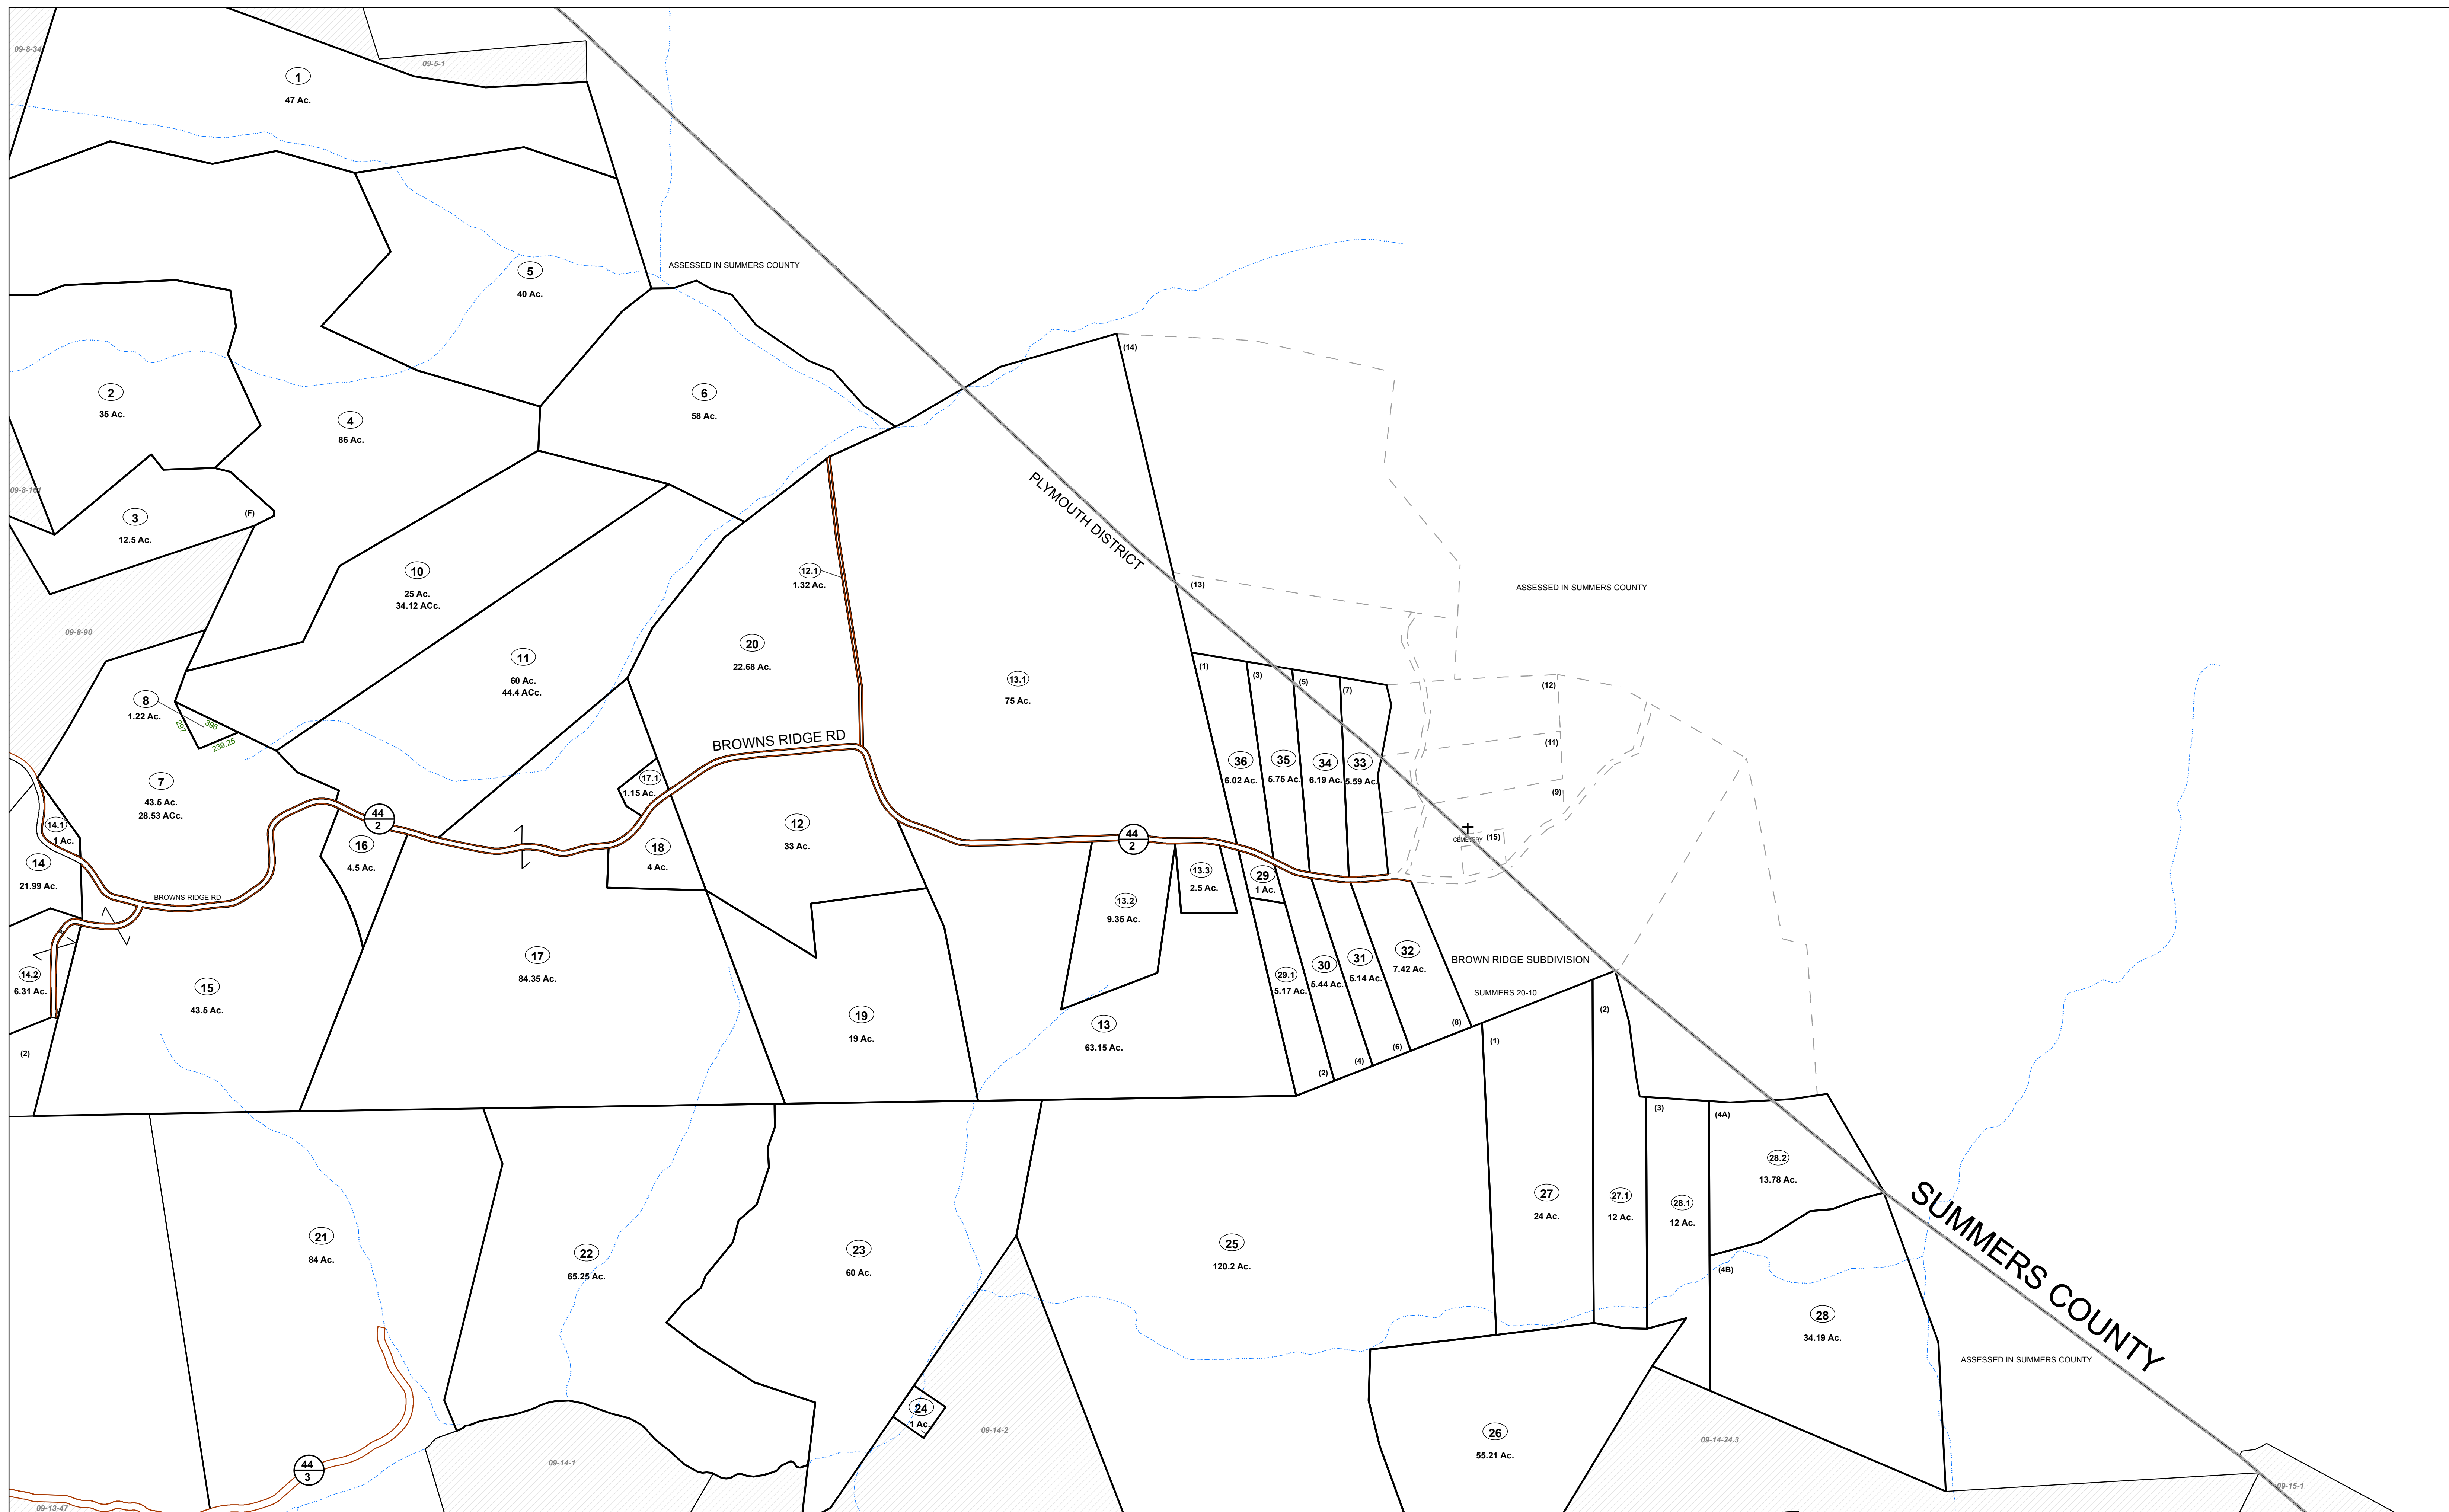 09-8-34
09-5-1
1
47 Ac.
ASSESSED IN SUMMERS COUNTY
5
40 Ac.
(14)
2
35 Ac.
6
58 Ac.
4
86 Ac.
PLYMOUTH DISTRICT
09-8-101
(F)
3
12.5 Ac.
10
25 Ac.
34.12 ACc.
12.1
1.32 Ac.
(13)
ASSESSED IN SUMMERS COUNTY
09-8-90
20
22.68 Ac.
11
60 Ac.
44.4 ACc.
13.1
75 Ac.
(1)
(3)
(5)
(7)
(12)
8
1.22 Ac.
297
396
239.25
BROWNS RIDGE RD
(11)
36
6.02 Ac.
35
5.75 Ac.
34
6.19 Ac.
33
5.59 Ac.
7
43.5 Ac.
28.53 ACc.
17.1
1.15 Ac.
(9)
44
2
12
33 Ac.
44
2
14.1
1 Ac.
16
4.5 Ac.
18
4 Ac.
CEMETERY
(15)
14
21.99 Ac.
13.3
2.5 Ac.
29
1 Ac.
BROWNS RIDGE RD
13.2
9.35 Ac.
17
84.35 Ac.
32
7.42 Ac.
31
5.14 Ac.
30
5.44 Ac.
29.1
5.17 Ac.
BROWN RIDGE SUBDIVISION
SUMMERS 20-10
14.2
6.31 Ac.
15
43.5 Ac.
19
19 Ac.
13
63.15 Ac.
(2)
(8)
(6)
(4)
(2)
(1)
(2)
(3)
(4A)
28.2
13.78 Ac.
27
24 Ac.
27.1
12 Ac.
28.1
12 Ac.
SUMMERS COUNTY
21
84 Ac.
22
65.25 Ac.
23
60 Ac.
25
120.2 Ac.
(4B)
28
34.19 Ac.
ASSESSED IN SUMMERS COUNTY
24
1 Ac.
09-14-2
26
55.21 Ac.
09-14-24.3
09-14-1
44
3
09-15-1
09-13-47